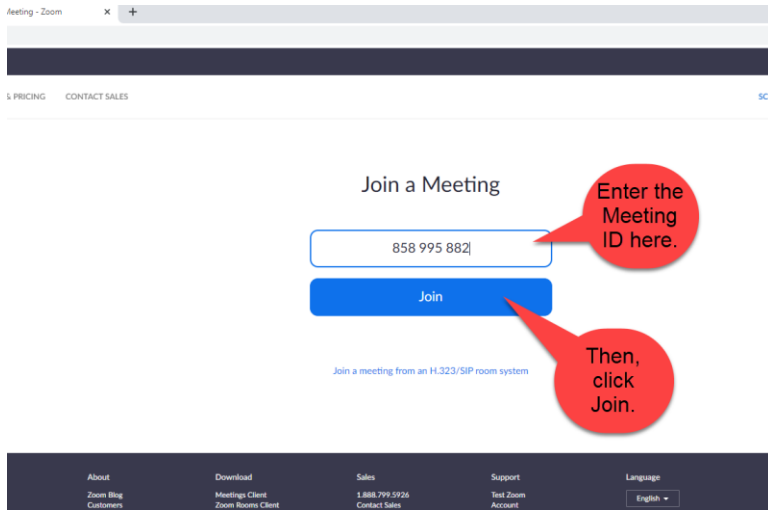 Meeting - Zoom
& PRICING CONTACT SALES
SC
Join a Meeting
858 995 882
Enter the
Meeting
ID here.
Join
Then,
click
Join.
Join a meeting from an H.323/SIP room system
About Download Sales Support Language
Zoom Blog Meetings Client 1.888.799.5926 Test Zoom English
Customers Zoom Rooms Client Contact Sales Account